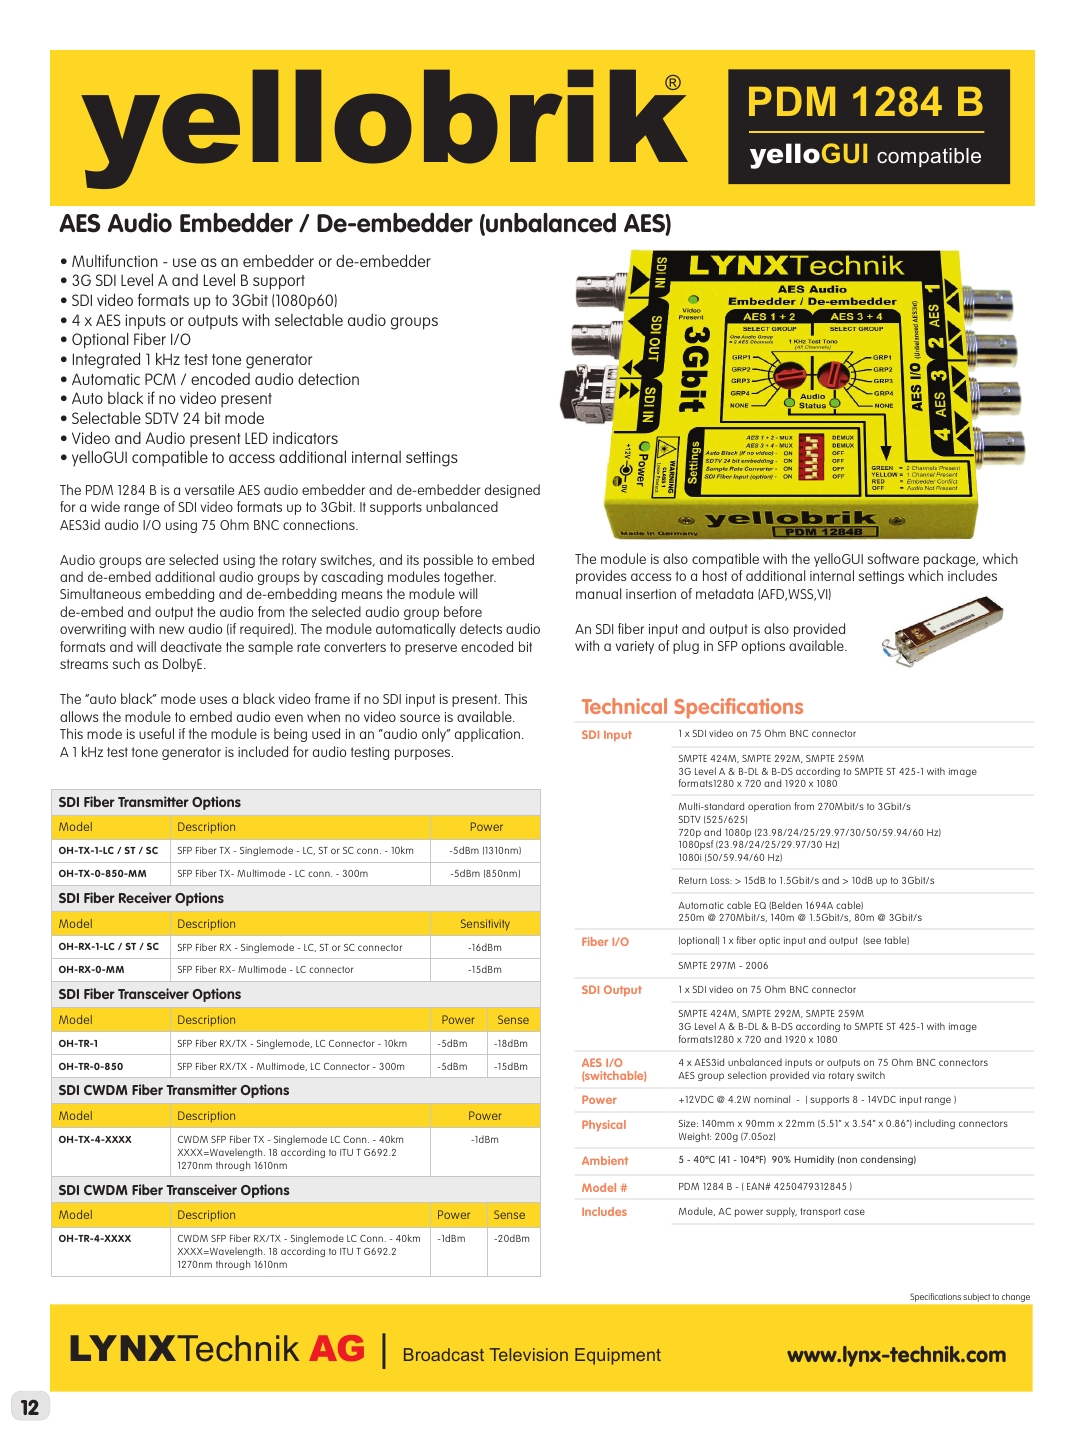 yellobrik®
PDM 1284 B
yelloGUI compatible
AES Audio Embedder / De-embedder (unbalanced AES)
• Multifunction - use as an embedder or de-embedder
• 3G SDI Level A and Level B support
• SDI video formats up to 3Gbit (1080p60)
• 4 x AES inputs or outputs with selectable audio groups
• Optional Fiber I/O
• Integrated 1 kHz test tone generator
• Automatic PCM / encoded audio detection
• Auto black if no video present
• Selectable SDTV 24 bit mode
• Video and Audio present LED indicators
• yelloGUI compatible to access additional internal settings
The PDM 1284 B is a versatile AES audio embedder and de-embedder designed
for a wide range of SDI video formats up to 3Gbit. It supports unbalanced
AES3id audio I/O using 75 Ohm BNC connections.
Audio groups are selected using the rotary switches, and its possible to embed
and de-embed additional audio groups by cascading modules together.
Simultaneous embedding and de-embedding means the module will
de-embed and output the audio from the selected audio group before
overwriting with new audio (if required). The module automatically detects audio
formats and will deactivate the sample rate converters to preserve encoded bit
streams such as DolbyE.
The "auto black" mode uses a black video frame if no SDI input is present. This
allows the module to embed audio even when no video source is available.
This mode is useful if the module is being used in an "audio only" application.
A 1 kHz test tone generator is included for audio testing purposes.
LYNXTechnik
AES Audio
Embedder / De-embedder
SDI IN
SDI OUT
SDI IN
Video
Present
3Gbit
AES 1 + 2
AES 3 + 4
SELECT GROUP
SELECT GROUP
One Audio Group
= 2 AES Channels
1 KHz Test Tone
(All Channels)
GRP1
GRP2
GRP3
GRP4
NONE
GRP1
GRP2
GRP3
GRP4
NONE
Audio
Status
AES I/O (Unbalanced AES3id)
AES 1
2
AES 3
4
+12V
0V
Power
WARNING
CLASS 1
Settings
AES 1 + 2 - MUX DEMUX
AES 3 + 4 - MUX DEMUX
Auto Black (if no video) - ON OFF
SDTV 24 bit embedding - ON OFF
Sample Rate Converter - ON OFF
SDI Fiber Input (option) - ON OFF
GREEN = 2 Channels Present
YELLOW = 1 Channel Present
RED = Embedder Conflict
OFF = Audio Not Present
yellobrik
Made in Germany
PDM 1284B
The module is also compatible with the yelloGUI software package, which
provides access to a host of additional internal settings which includes
manual insertion of metadata (AFD,WSS,VI)
An SDI fiber input and output is also provided
with a variety of plug in SFP options available.
SDI Fiber Transmitter Options
Model Description Power
OH-TX-1-LC / ST / SC SFP Fiber TX - Singlemode - LC, ST or SC conn. - 10km -5dBm (1310nm)
OH-TX-0-850-MM SFP Fiber TX- Multimode - LC conn. - 300m -5dBm (850nm)
SDI Fiber Receiver Options
Model Description Sensitivity
OH-RX-1-LC / ST / SC SFP Fiber RX - Singlemode - LC, ST or SC connector -16dBm
OH-RX-0-MM SFP Fiber RX- Multimode - LC connector -15dBm
SDI Fiber Transceiver Options
Model Description Power Sense
OH-TR-1 SFP Fiber RX/TX - Singlemode, LC Connector - 10km -5dBm -18dBm
OH-TR-0-850 SFP Fiber RX/TX - Multimode, LC Connector - 300m -5dBm -15dBm
SDI CWDM Fiber Transmitter Options
Model Description Power
OH-TX-4-XXXX CWDM SFP Fiber TX - Singlemode LC Conn. - 40km -1dBm
XXXX=Wavelength. 18 according to ITU T G692.2
1270nm through 1610nm
SDI CWDM Fiber Transceiver Options
Model Description Power Sense
OH-TR-4-XXXX CWDM SFP Fiber RX/TX - Singlemode LC Conn. - 40km -1dBm -20dBm
XXXX=Wavelength. 18 according to ITU T G692.2
1270nm through 1610nm
Technical Specifications
SDI Input 1 x SDI video on 75 Ohm BNC connector
SMPTE 424M, SMPTE 292M, SMPTE 259M
3G Level A & B-DL & B-DS according to SMPTE ST 425-1 with image
formats1280 x 720 and 1920 x 1080
Multi-standard operation from 270Mbit/s to 3Gbit/s
SDTV (525/625)
720p and 1080p (23.98/24/25/29.97/30/50/59.94/60 Hz)
1080psf (23.98/24/25/29.97/30 Hz)
1080i (50/59.94/60 Hz)
Return Loss: > 15dB to 1.5Gbit/s and > 10dB up to 3Gbit/s
Automatic cable EQ (Belden 1694A cable)
250m @ 270Mbit/s, 140m @ 1.5Gbit/s, 80m @ 3Gbit/s
Fiber I/O (optional) 1 x fiber optic input and output (see table)
SMPTE 297M - 2006
SDI Output 1 x SDI video on 75 Ohm BNC connector
SMPTE 424M, SMPTE 292M, SMPTE 259M
3G Level A & B-DL & B-DS according to SMPTE ST 425-1 with image
formats1280 x 720 and 1920 x 1080
AES I/O 4 x AES3id unbalanced inputs or outputs on 75 Ohm BNC connectors
(switchable) AES group selection provided via rotary switch
Power +12VDC @ 4.2W nominal - ( supports 8 - 14VDC input range )
Physical Size: 140mm x 90mm x 22mm (5.51" x 3.54" x 0.86") including connectors
Weight: 200g (7.05oz)
Ambient 5 - 40°C (41 - 104°F) 90% Humidity (non condensing)
Model # PDM 1284 B - ( EAN# 4250479312845 )
Includes Module, AC power supply, transport case
Specifications subject to change
LYNXTechnik AG | Broadcast Television Equipment
www.lynx-technik.com
12